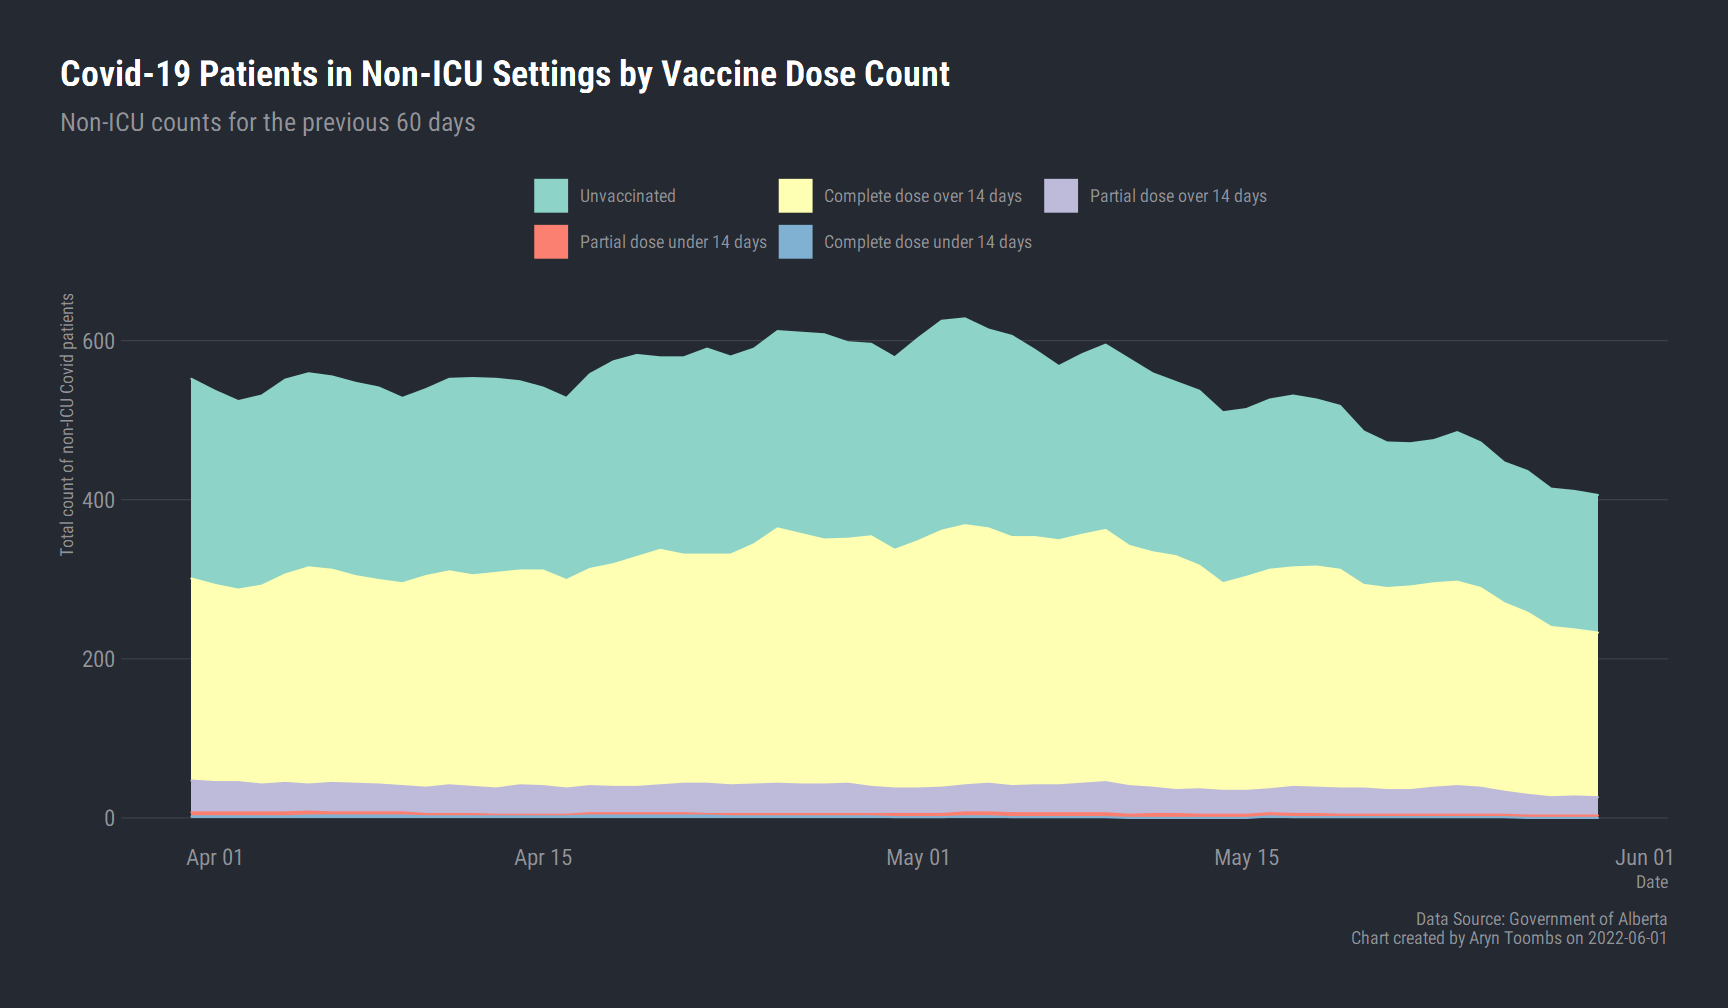 Covid-19 Patients in Non-ICU Settings by Vaccine Dose Count
Non-ICU counts for the previous 60 days
Unvaccinated
Complete dose over 14 days
Partial dose over 14 days
Partial dose under 14 days
Complete dose under 14 days
Total count of non-ICU Covid patients
600
400
200
0
Apr 01
Apr 15
May 01
May 15
Jun 01
Date
Data Source: Government of Alberta
Chart created by Aryn Toombs on 2022-06-01